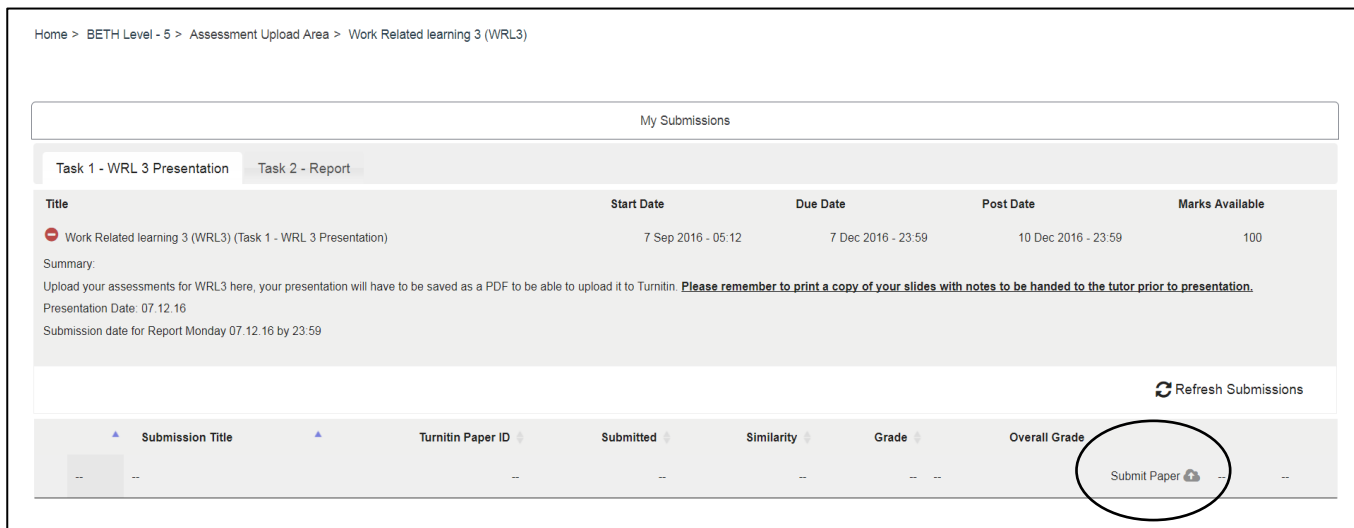 Home > BETH Level - 5 > Assessment Upload Area > Work Related learning 3 (WRL3)
My Submissions
Task 1 - WRL 3 Presentation Task 2 - Report
Title Start Date Due Date Post Date Marks Available
Work Related learning 3 (WRL3) (Task 1 - WRL 3 Presentation) 7 Sep 2016 - 05:12 7 Dec 2016 - 23:59 10 Dec 2016 - 23:59 100
Summary:
Upload your assessments for WRL3 here, your presentation will have to be saved as a PDF to be able to upload it to Turnitin. Please remember to print a copy of your slides with notes to be handed to the tutor prior to presentation.
Presentation Date: 07.12.16
Submission date for Report Monday 07.12.16 by 23:59
Refresh Submissions
Submission Title Turnitin Paper ID Submitted Similarity Grade Overall Grade
-- -- -- -- -- -- -- Submit Paper -- --